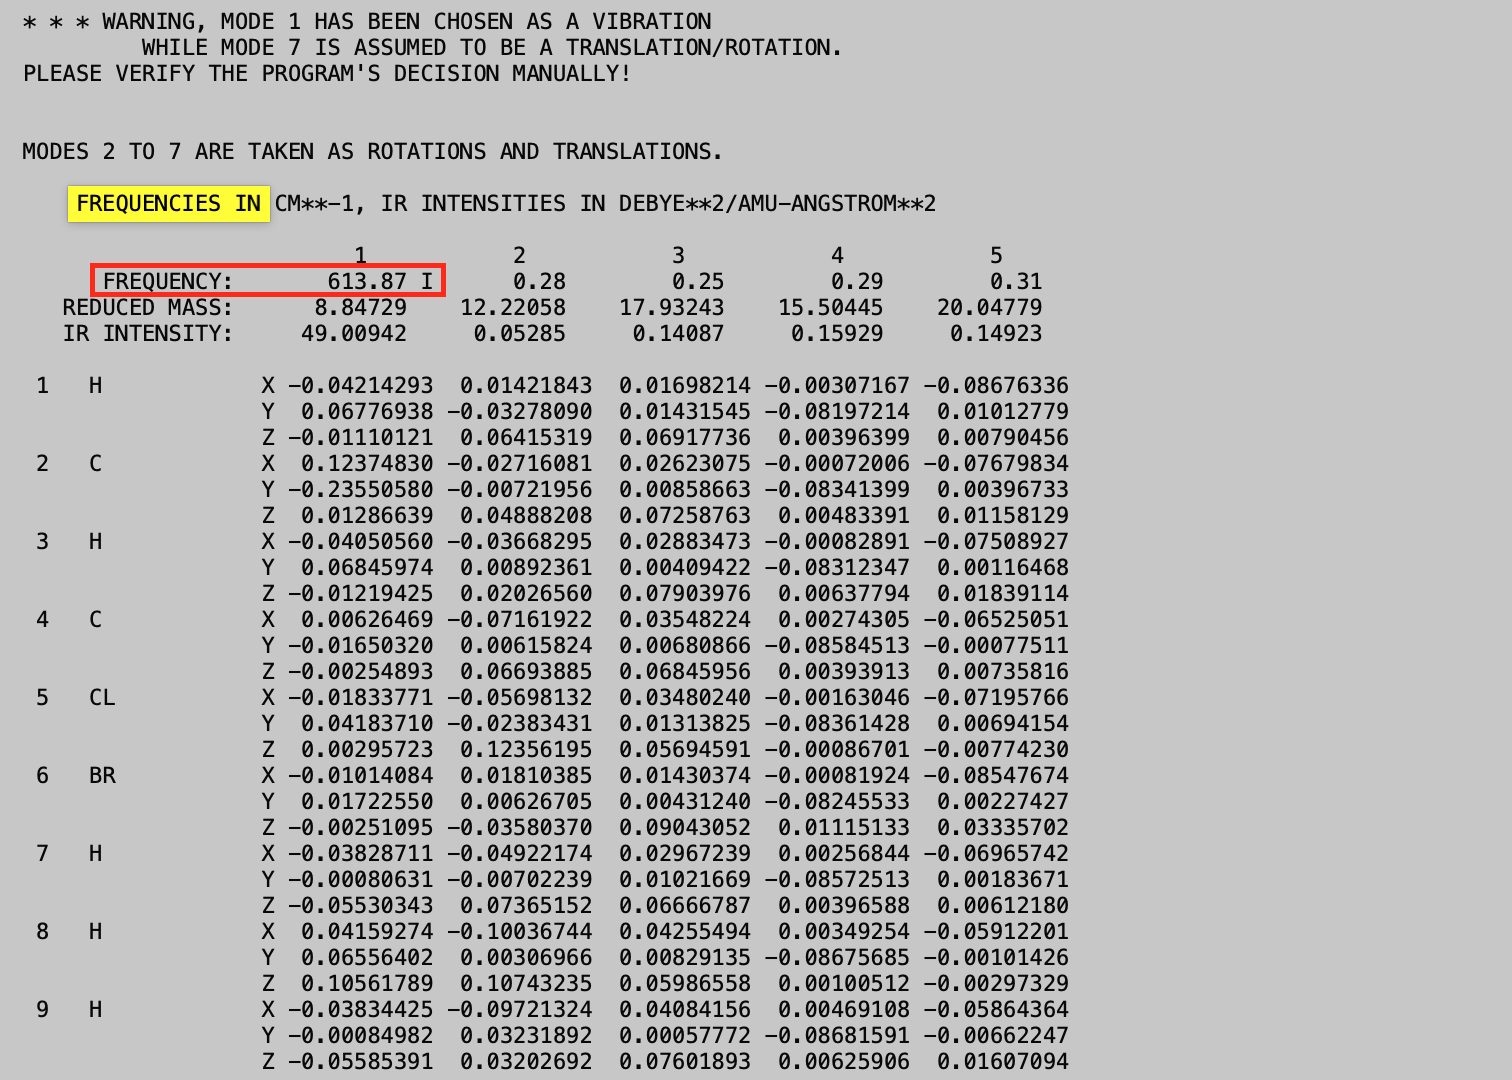 * * * WARNING, MODE 1 HAS BEEN CHOSEN AS A VIBRATION
WHILE MODE 7 IS ASSUMED TO BE A TRANSLATION/ROTATION.
PLEASE VERIFY THE PROGRAM'S DECISION MANUALLY!
MODES 2 TO 7 ARE TAKEN AS ROTATIONS AND TRANSLATIONS.
FREQUENCIES IN CM**-1, IR INTENSITIES IN DEBYE**2/AMU-ANGSTROM**2
1 2 3 4 5
FREQUENCY: 613.87 I 0.28 0.25 0.29 0.31
REDUCED MASS: 8.84729 12.22058 17.93243 15.50445 20.04779
IR INTENSITY: 49.00942 0.05285 0.14087 0.15929 0.14923
1 H X -0.04214293 0.01421843 0.01698214 -0.00307167 -0.08676336
Y 0.06776938 -0.03278090 0.01431545 -0.08197214 0.01012779
Z -0.01110121 0.06415319 0.06917736 0.00396399 0.00790456
2 C X 0.12374830 -0.02716081 0.02623075 -0.00072006 -0.07679834
Y -0.23550580 -0.00721956 0.00858663 -0.08341399 0.00396733
Z 0.01286639 0.04888208 0.07258763 0.00483391 0.01158129
3 H X -0.04050560 -0.03668295 0.02883473 -0.00082891 -0.07508927
Y 0.06845974 0.00892361 0.00409422 -0.08312347 0.00116468
Z -0.01219425 0.02026560 0.07903976 0.00637794 0.01839114
4 C X 0.00626469 -0.07161922 0.03548224 0.00274305 -0.06525051
Y -0.01650320 0.00615824 0.00680866 -0.08584513 -0.00077511
Z -0.00254893 0.06693885 0.06845956 0.00393913 0.00735816
5 CL X -0.01833771 -0.05698132 0.03480240 -0.00163046 -0.07195766
Y 0.04183710 -0.02383431 0.01313825 -0.08361428 0.00694154
Z 0.00295723 0.12356195 0.05694591 -0.00086701 -0.00774230
6 BR X -0.01014084 0.01810385 0.01430374 -0.00081924 -0.08547674
Y 0.01722550 0.00626705 0.00431240 -0.08245533 0.00227427
Z -0.00251095 -0.03580370 0.09043052 0.01115133 0.03335702
7 H X -0.03828711 -0.04922174 0.02967239 0.00256844 -0.06965742
Y -0.00080631 -0.00702239 0.01021669 -0.08572513 0.00183671
Z -0.05530343 0.07365152 0.06666787 0.00396588 0.00612180
8 H X 0.04159274 -0.10036744 0.04255494 0.00349254 -0.05912201
Y 0.06556402 0.00306966 0.00829135 -0.08675685 -0.00101426
Z 0.10561789 0.10743235 0.05986558 0.00100512 -0.00297329
9 H X -0.03834425 -0.09721324 0.04084156 0.00469108 -0.05864364
Y -0.00084982 0.03231892 0.00057772 -0.08681591 -0.00662247
Z -0.05585391 0.03202692 0.07601893 0.00625906 0.01607094